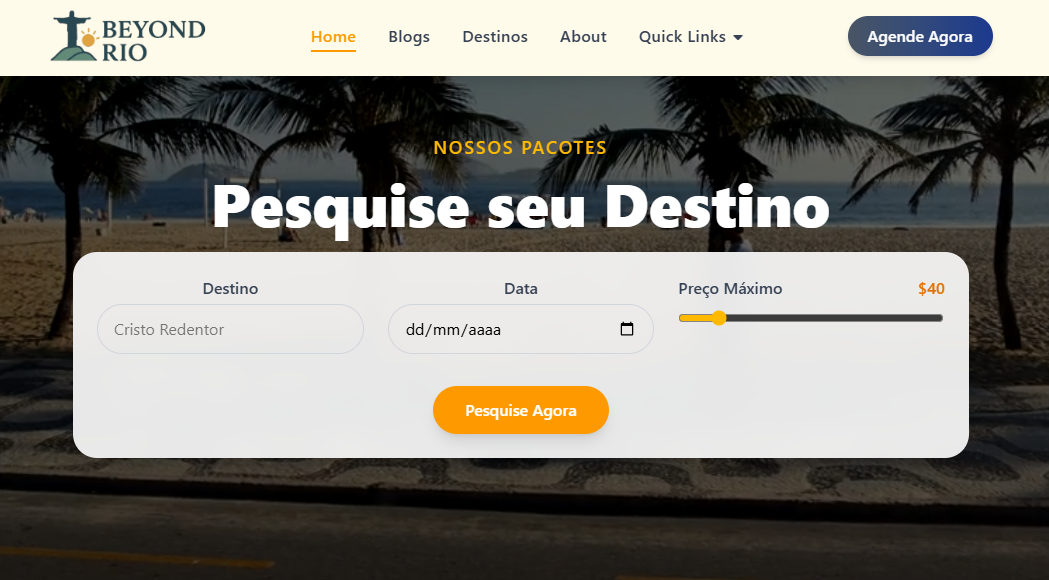 BEYOND
RIO
Home Blogs Destinos About Quick Links
Agende Agora
NOSSOS PACOTES
Pesquise seu Destino
Destino
Cristo Redentor
Data
dd/mm/aaaa
Preço Máximo $40
Pesquise Agora